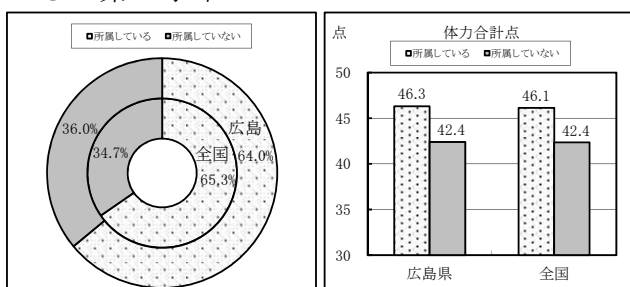 □所属している ■所属していない
36.0%
34.7%
広島
全国
64.0%
65.3%
点
体力合計点
□所属している ■所属していない
50
45
40
35
30
46.3
42.4
46.1
42.4
広島県
全国